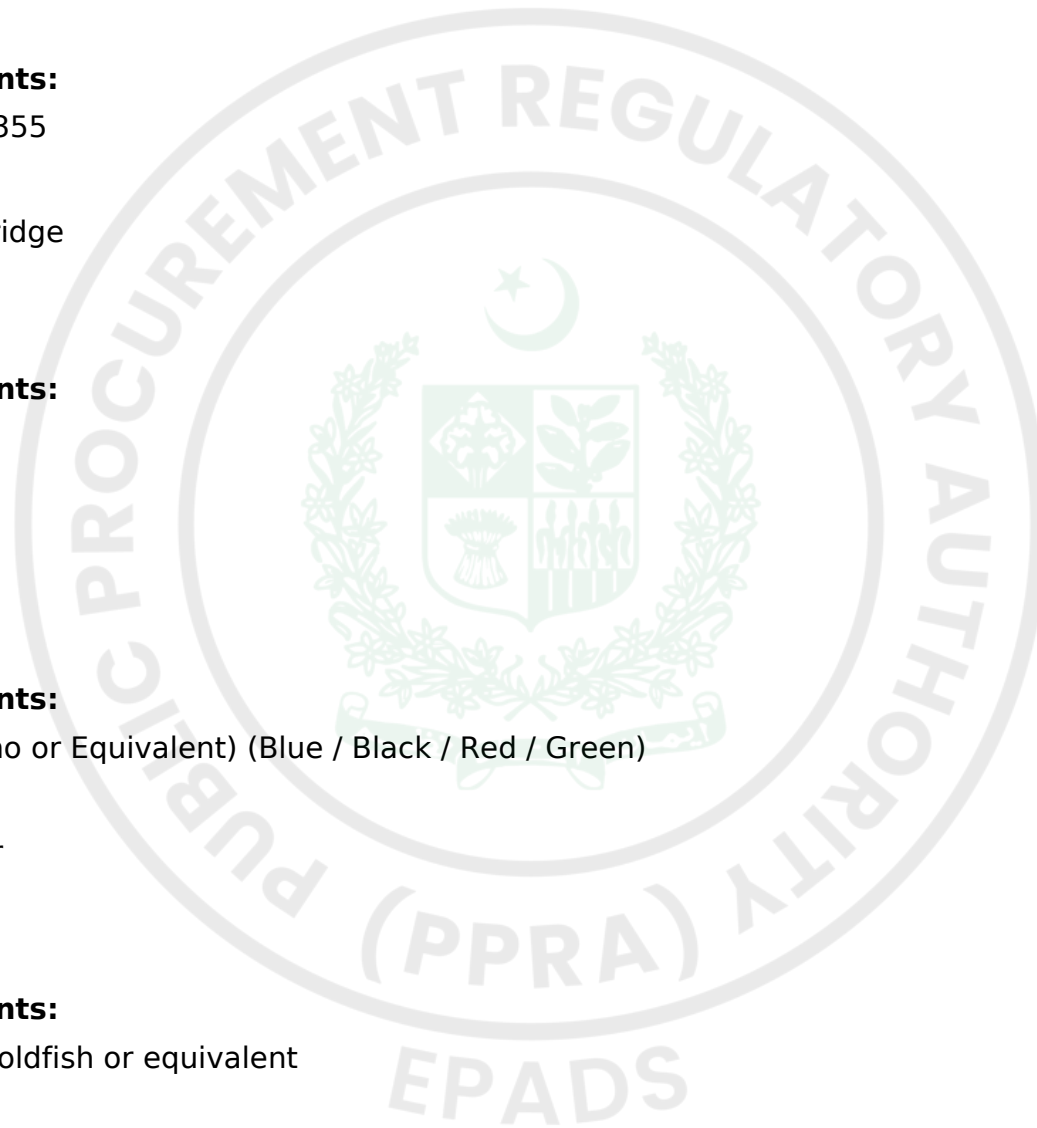 nts:
355
idge
nts:
nts:
no or Equivalent) (Blue / Black / Red / Green)
-
nts:
oldfish or equivalent
PUBIC PROCUREMENT REGULATORY AUTHORITY
(PPRA)
EPADS